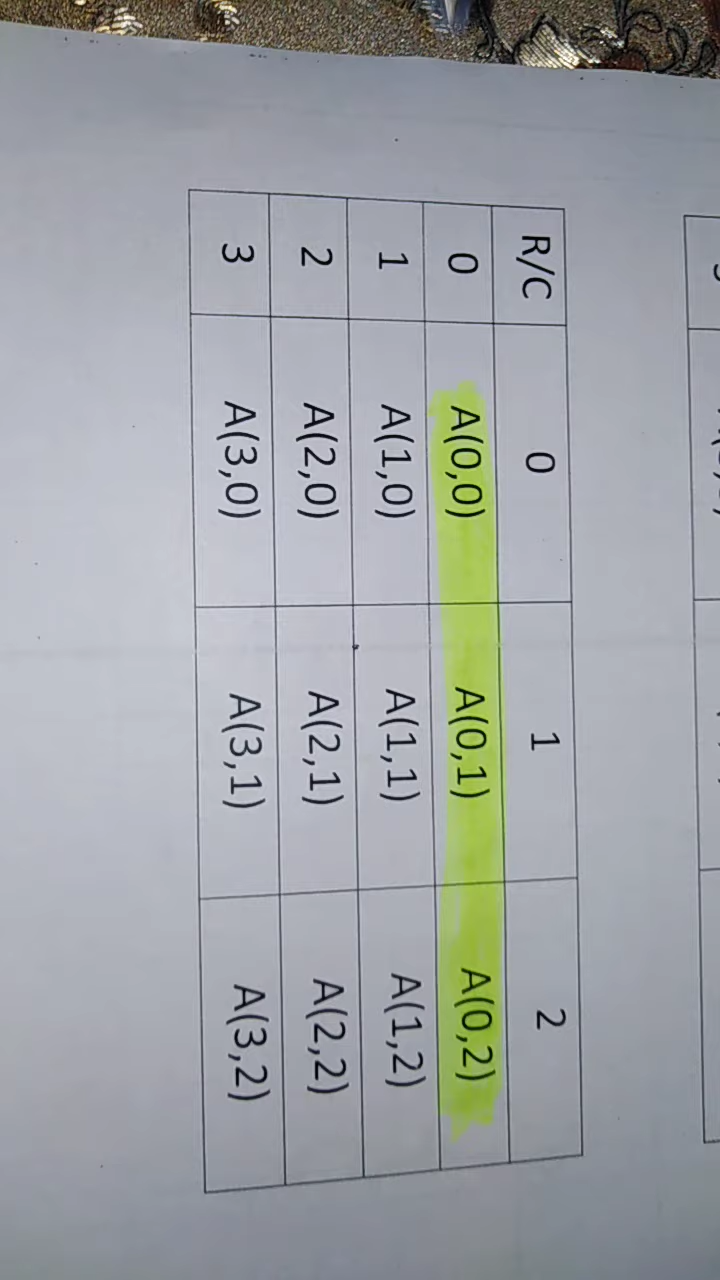 R/C 0 1 2
0 A(0,0) A(0,1) A(0,2)
1 A(1,0) A(1,1) A(1,2)
2 A(2,0) A(2,1) A(2,2)
3 A(3,0) A(3,1) A(3,2)